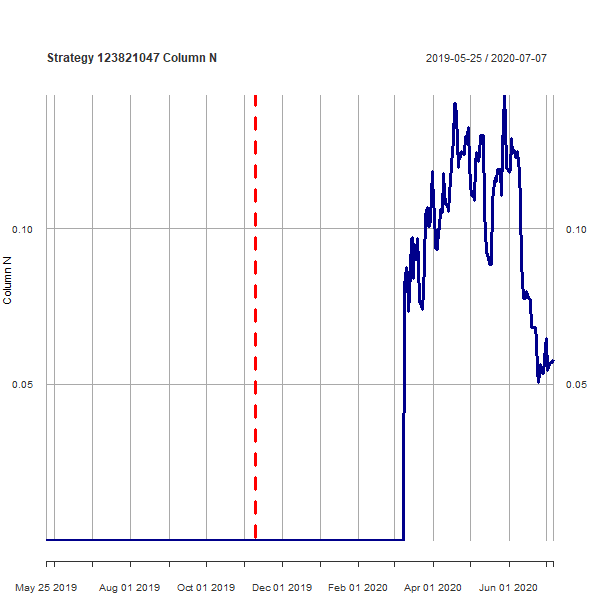 Strategy 123821047 Column N
2019-05-25 / 2020-07-07
Column N
0.10
0.10
0.05
0.05
May 25 2019
Aug 01 2019
Oct 01 2019
Dec 01 2019
Feb 01 2020
Apr 01 2020
Jun 01 2020